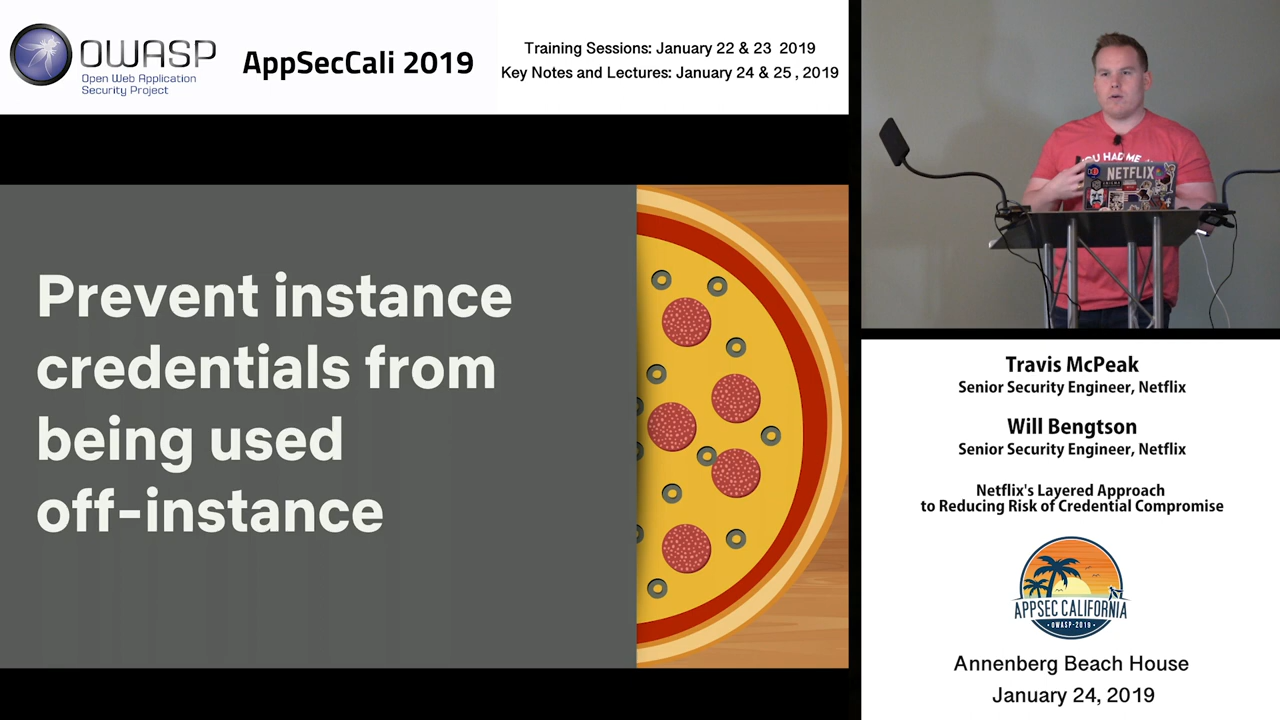 OWASP
Open Web Application
Security Project
AppSecCali 2019
Training Sessions: January 22 & 23 2019
Key Notes and Lectures: January 24 & 25 , 2019
Prevent instance
credentials from
being used
off-instance
YOU HAD ME
NETFLIX
Travis McPeak
Senior Security Engineer, Netflix
Will Bengtson
Senior Security Engineer, Netflix
Netflix's Layered Approach
to Reducing Risk of Credential Compromise
APPSEC CALIFORNIA
•OWASP-2019•
Annenberg Beach House
January 24, 2019